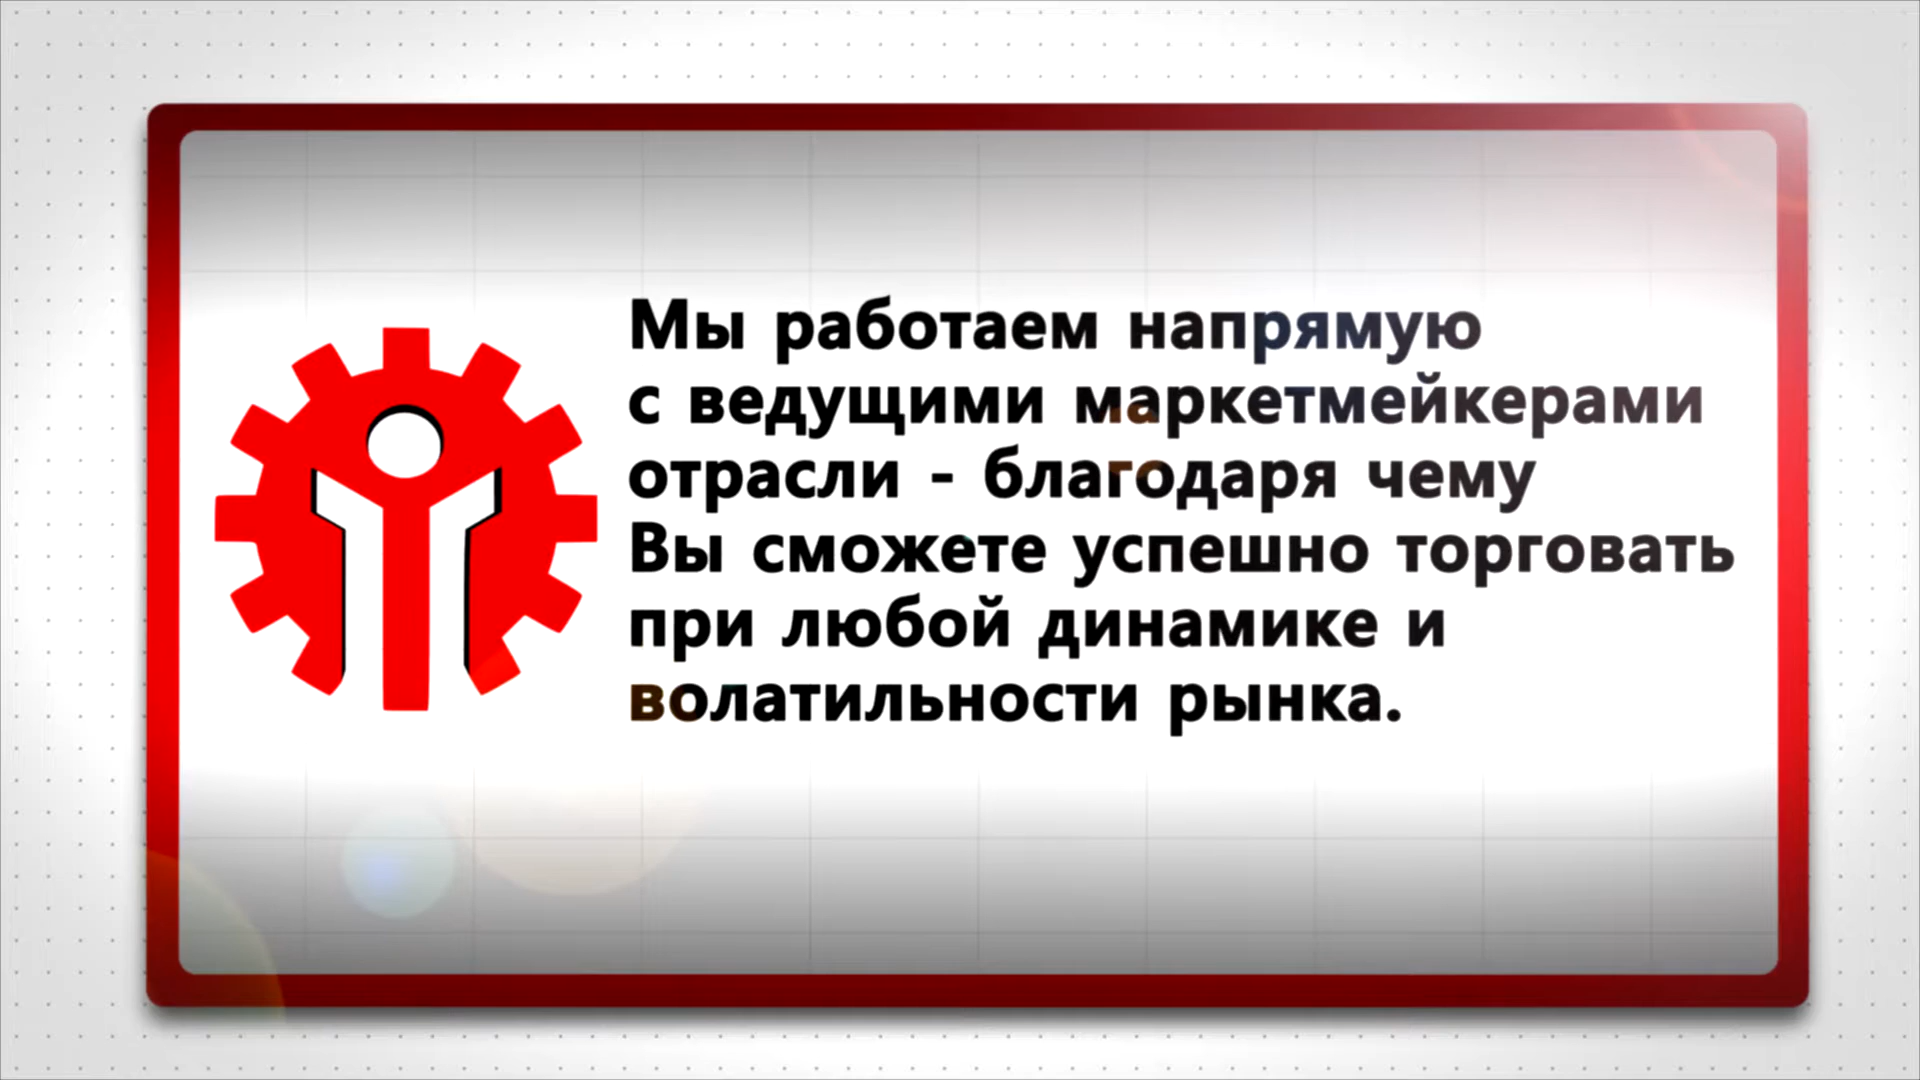 Мы работаем напрямую
с ведущими маркетмейкерами
отрасли - благодаря чему
Вы сможете успешно торговать
при любой динамике и
волатильности рынка.